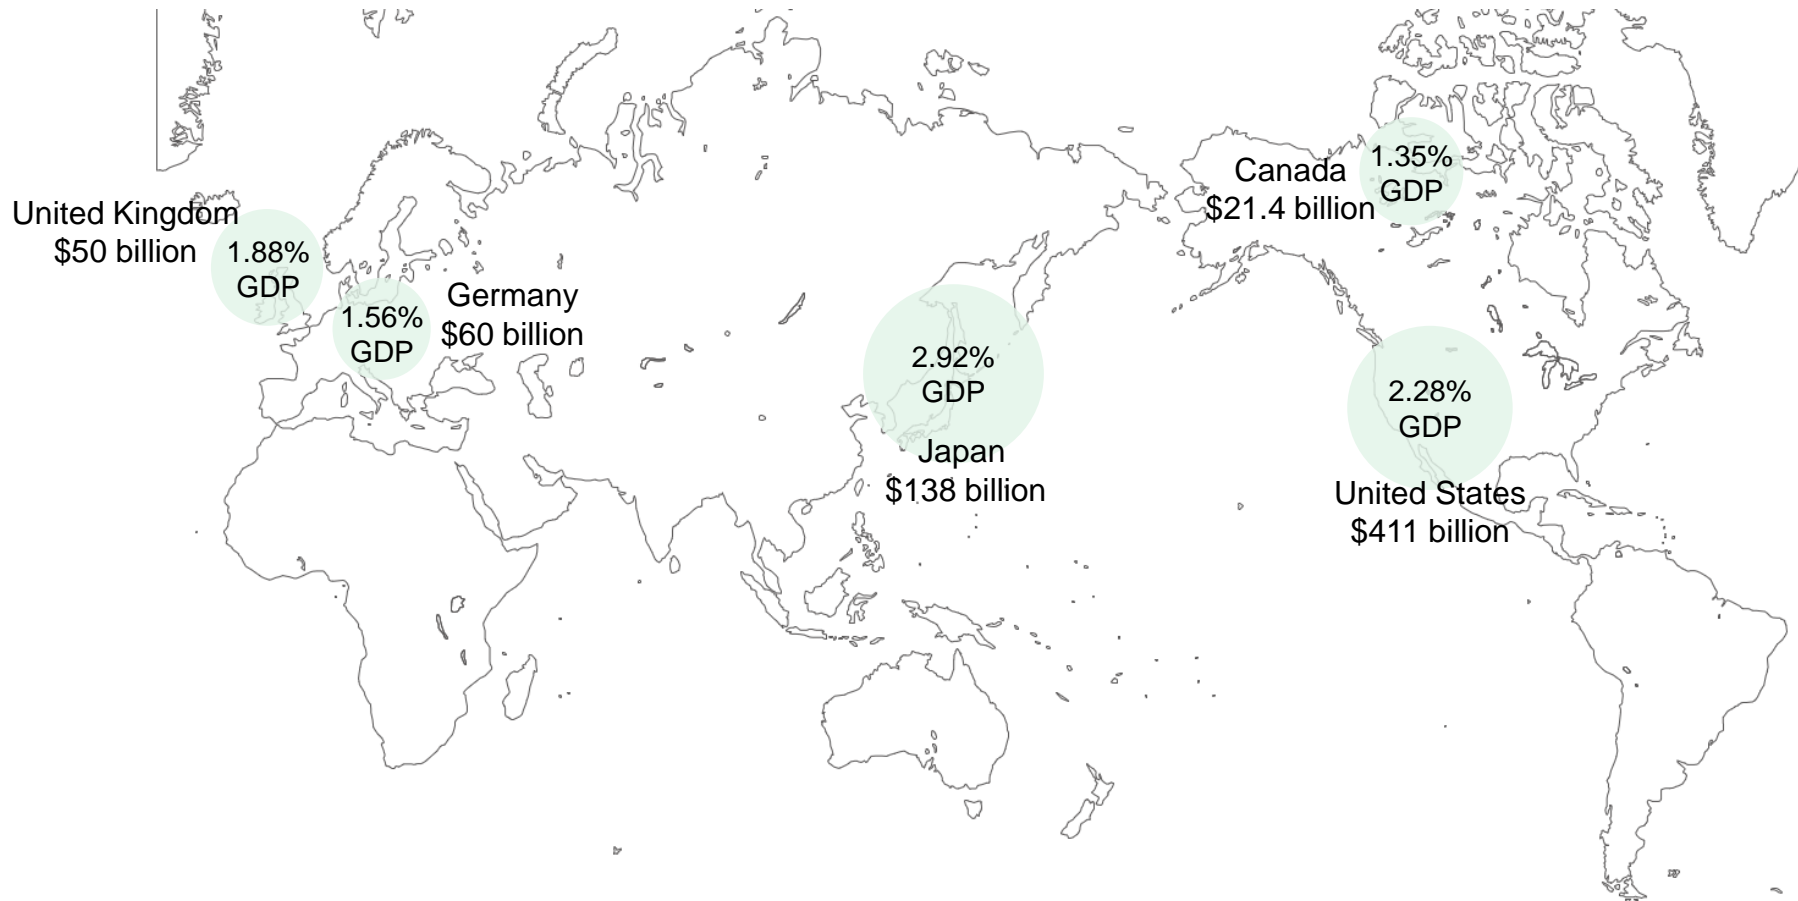 United Kingdom
$50 billion
1.88%
GDP
1.56%
GDP
Germany
$60 billion
2.92%
GDP
Japan
$138 billion
Canada
$21.4 billion
1.35%
GDP
2.28%
GDP
United States
$411 billion